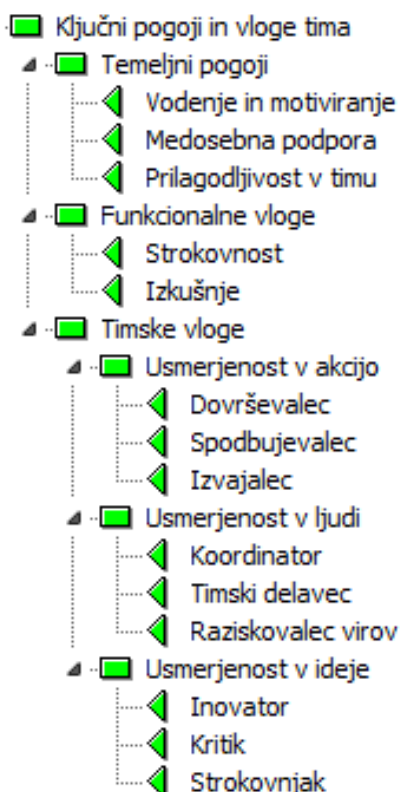 Ključni pogoji in vloge tima
Temeljni pogoji
Vodenje in motiviranje
Medosebna podpora
Prilagodljivost v timu
Funkcionalne vloge
Strokovnost
Izkušnje
Timske vloge
Usmerjenost v akcijo
Dovrševalec
Spodbujevalec
Izvajalec
Usmerjenost v ljudi
Koordinator
Timski delavec
Raziskovalec virov
Usmerjenost v ideje
Inovator
Kritik
Strokovnjak